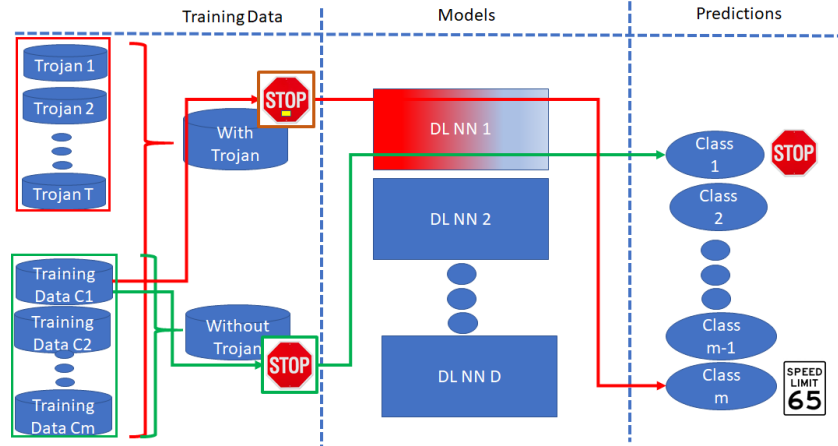 Training Data
Models
Predictions
Trojan 1
Trojan 2
Trojan T
With
Trojan
STOP
Training
Data C1
Training
Data C2
Training
Data Cm
Without
Trojan
STOP
DL NN 1
DL NN 2
DL NN D
Class
1
STOP
Class
2
Class
m-1
Class
m
SPEED
LIMIT
65